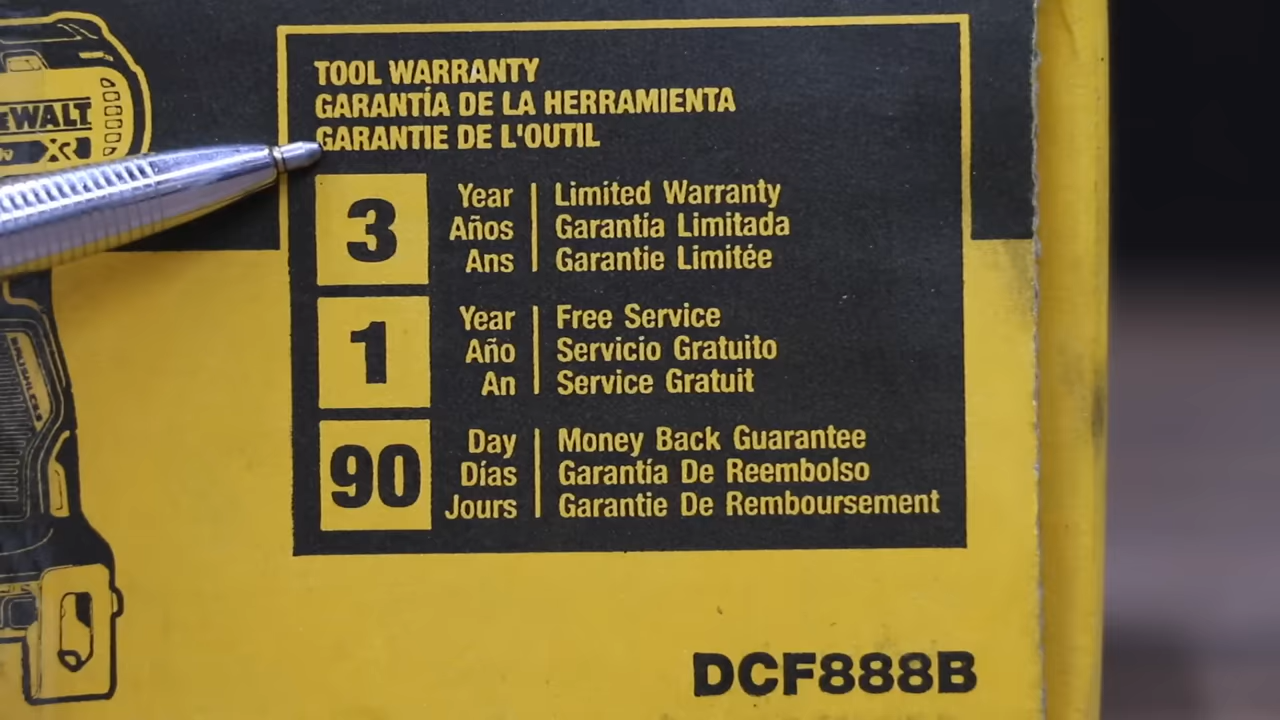 DEWALT
XR
BRUSHLESS
TOOL WARRANTY
GARANTÍA DE LA HERRAMIENTA
GARANTIE DE L'OUTIL
3
Year
Años
Ans
Limited Warranty
Garantía Limitada
Garantie Limitée
1
Year
Año
An
Free Service
Servicio Gratuito
Service Gratuit
90
Day
Días
Jours
Money Back Guarantee
Garantía De Reembolso
Garantie De Remboursement
DCF888B